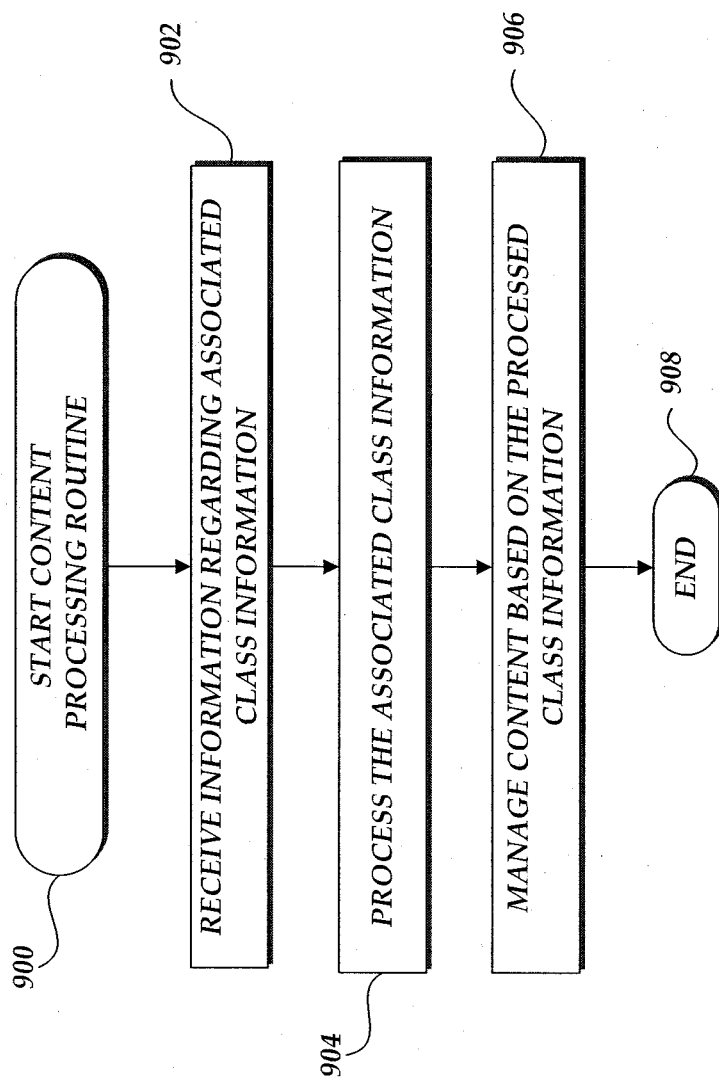 900
START CONTENT
PROCESSING ROUTINE
902
RECEIVE INFORMATION REGARDING ASSOCIATED
CLASS INFORMATION
904
PROCESS THE ASSOCIATED CLASS INFORMATION
906
MANAGE CONTENT BASED ON THE PROCESSED
CLASS INFORMATION
908
END